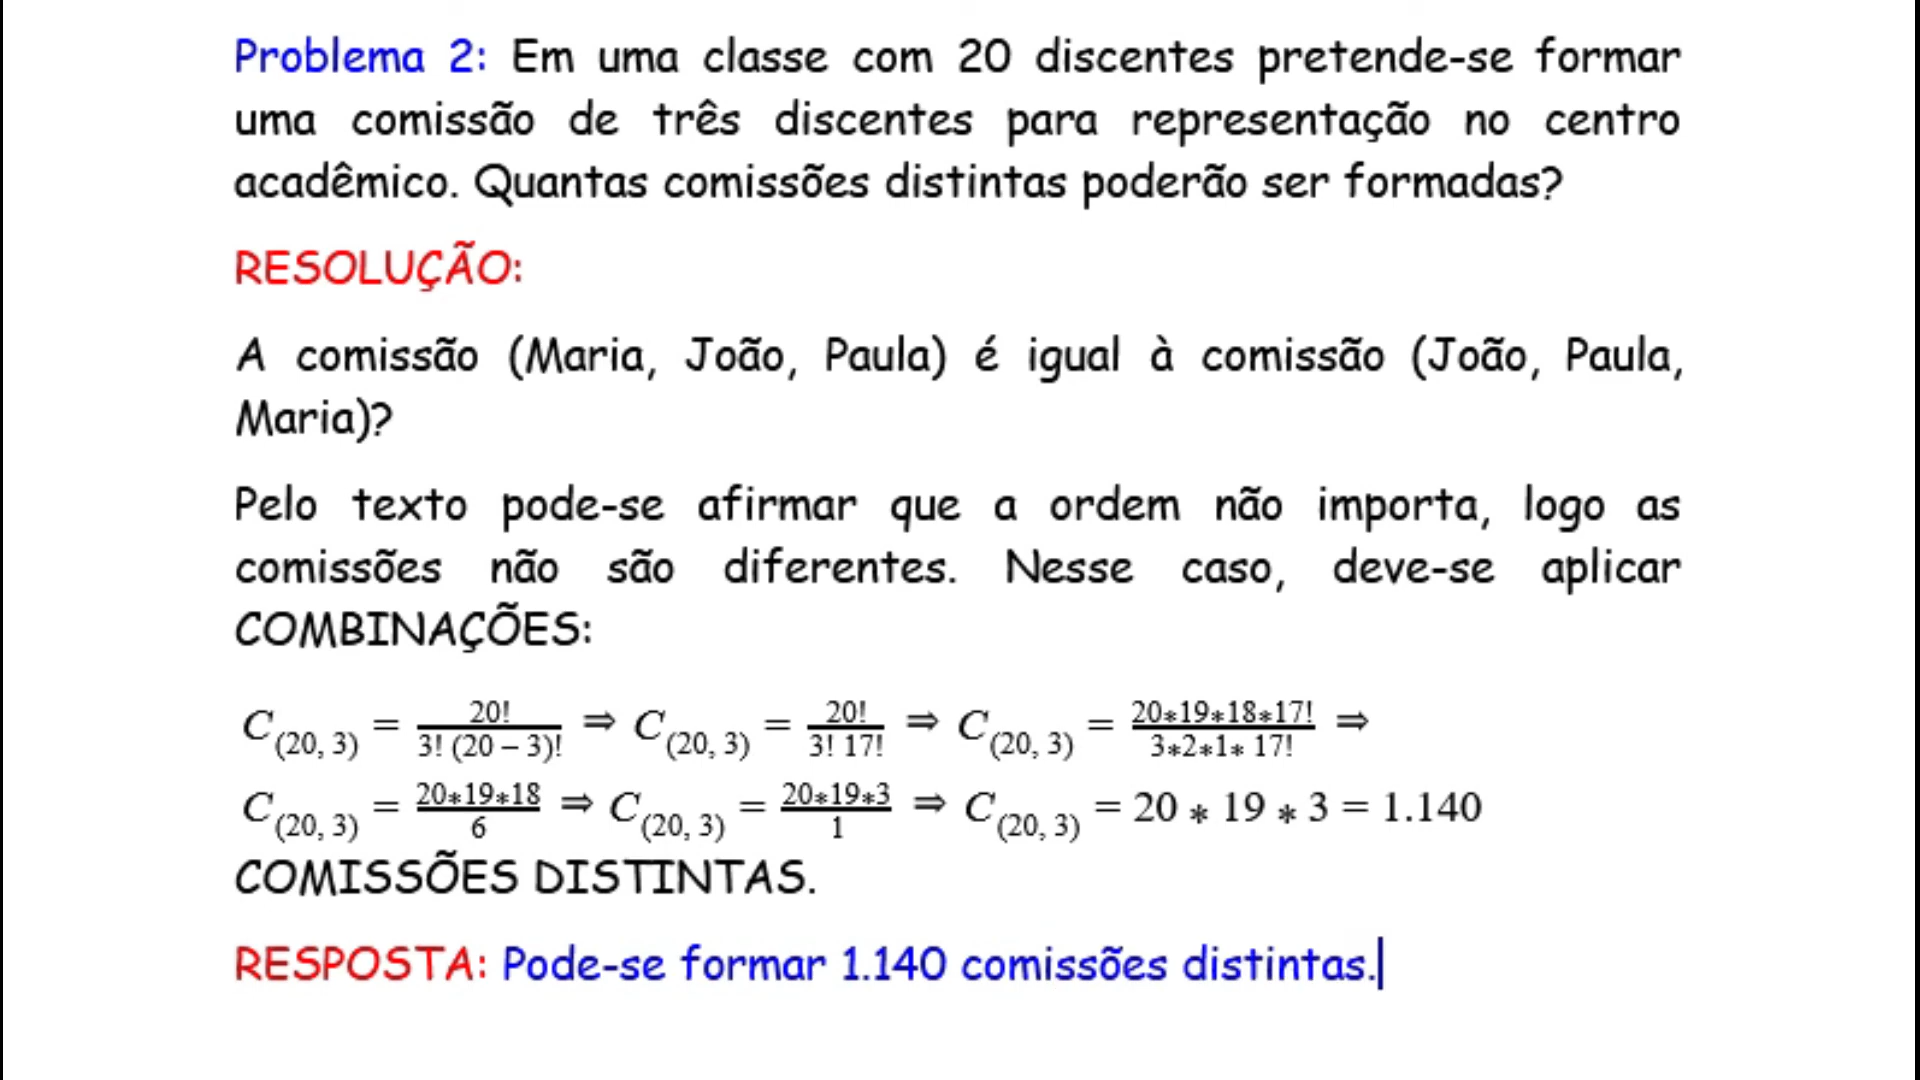 Problema 2: Em uma classe com 20 discentes pretende-se formar
uma comissão de três discentes para representação no centro
acadêmico. Quantas comissões distintas poderão ser formadas?
RESOLUÇÃO:
A comissão (Maria, João, Paula) é igual à comissão (João, Paula,
Maria)?
Pelo texto pode-se afirmar que a ordem não importa, logo as
comissões não são diferentes. Nesse caso, deve-se aplicar
COMBINAÇÕES:
C(20, 3) = 20! / 3! (20 – 3)! ⇒ C(20, 3) = 20! / 3! 17! ⇒ C(20, 3) = 20*19*18*17! / 3*2*1* 17! ⇒
C(20, 3) = 20*19*18 / 6 ⇒ C(20, 3) = 20*19*3 / 1 ⇒ C(20, 3) = 20 * 19 * 3 = 1.140
COMISSÕES DISTINTAS.
RESPOSTA: Pode-se formar 1.140 comissões distintas.